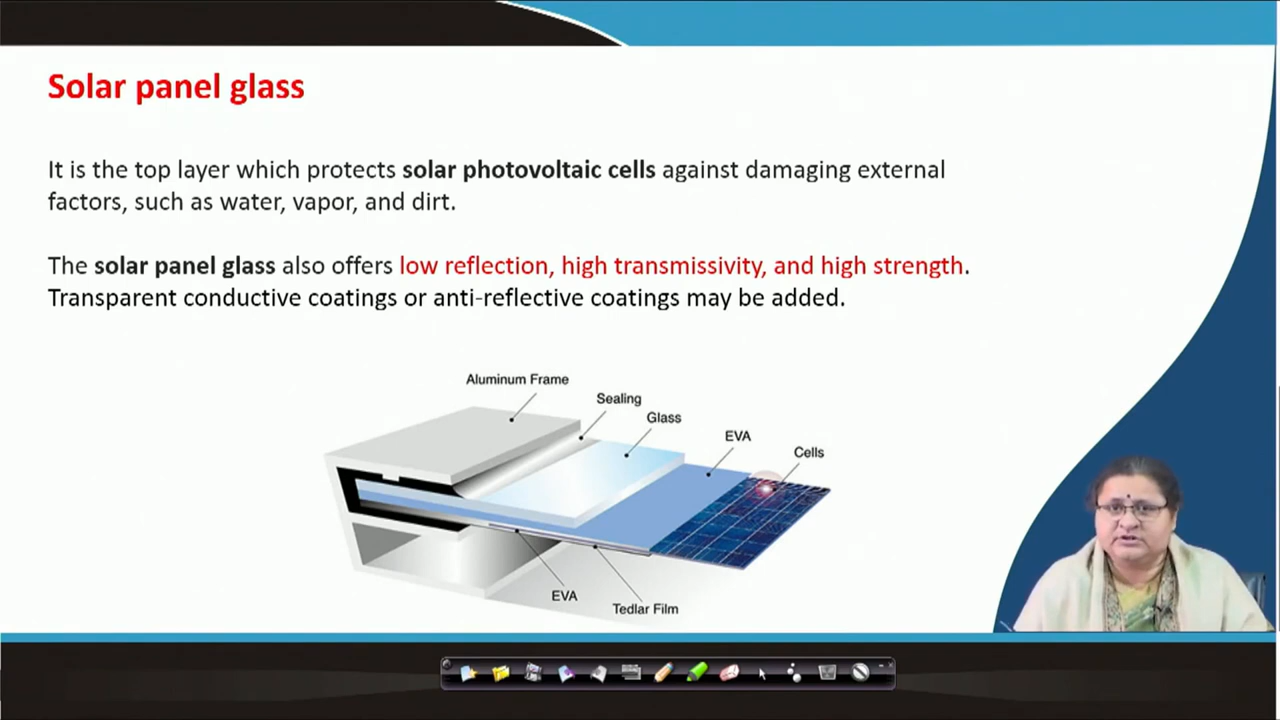 Solar panel glass
It is the top layer which protects solar photovoltaic cells against damaging external
factors, such as water, vapor, and dirt.
The solar panel glass also offers low reflection, high transmissivity, and high strength.
Transparent conductive coatings or anti-reflective coatings may be added.
Aluminum Frame
Sealing
Glass
EVA
Cells
EVA
Tedlar Film